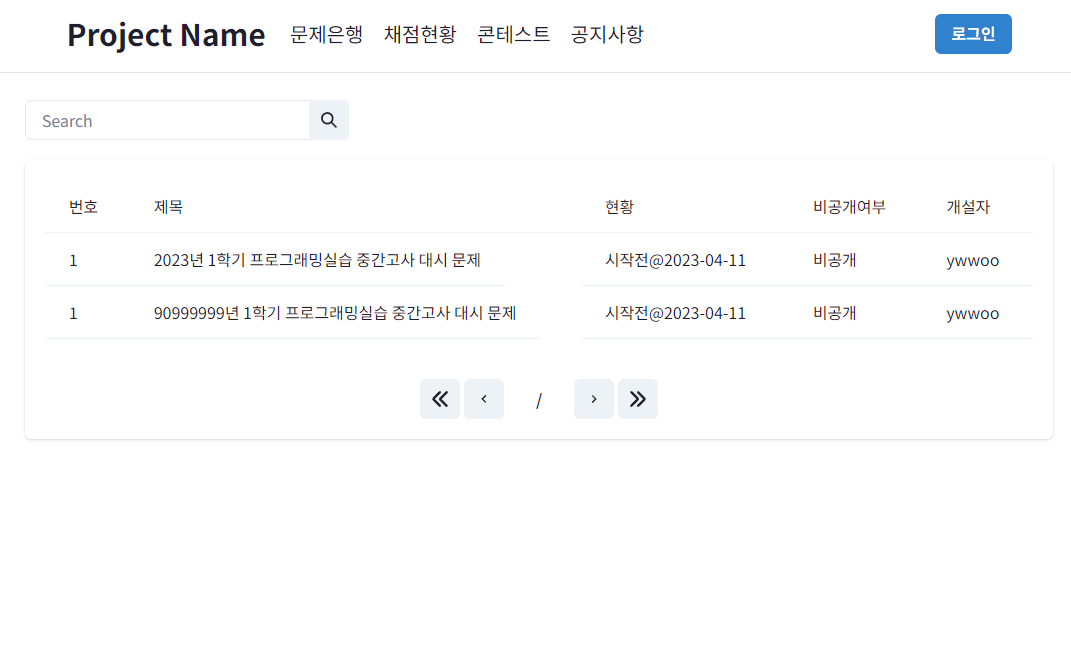 Project Name 문제은행 채점현황 콘테스트 공지사항 로그인
Search
번호 제목 현황 비공개여부 개설자
1 2023년 1학기 프로그래밍실습 중간고사 대시 문제 시작전@2023-04-11 비공개 ywwoo
1 90999999년 1학기 프로그래밍실습 중간고사 대시 문제 시작전@2023-04-11 비공개 ywwoo
/